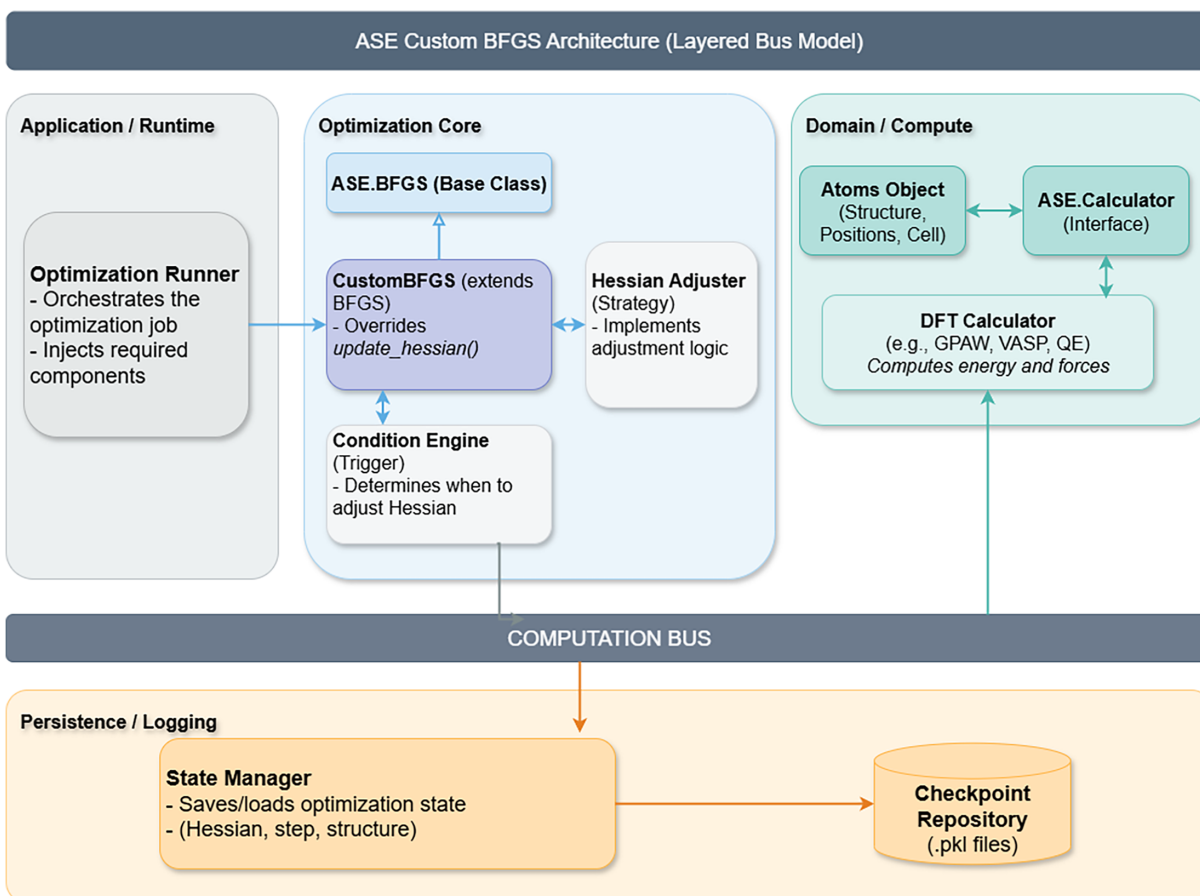 ASE Custom BFGS Architecture (Layered Bus Model)
Application / Runtime
Optimization Runner
- Orchestrates the
optimization job
- Injects required
components
Optimization Core
ASE.BFGS (Base Class)
CustomBFGS (extends
BFGS)
- Overrides
update_hessian()
Hessian Adjuster
(Strategy)
- Implements
adjustment logic
Condition Engine
(Trigger)
- Determines when to
adjust Hessian
Domain / Compute
Atoms Object
(Structure,
Positions, Cell)
ASE.Calculator
(Interface)
DFT Calculator
(e.g., GPAW, VASP, QE)
Computes energy and forces
COMPUTATION BUS
Persistence / Logging
State Manager
- Saves/loads optimization state
- (Hessian, step, structure)
Checkpoint
Repository
(.pkl files)